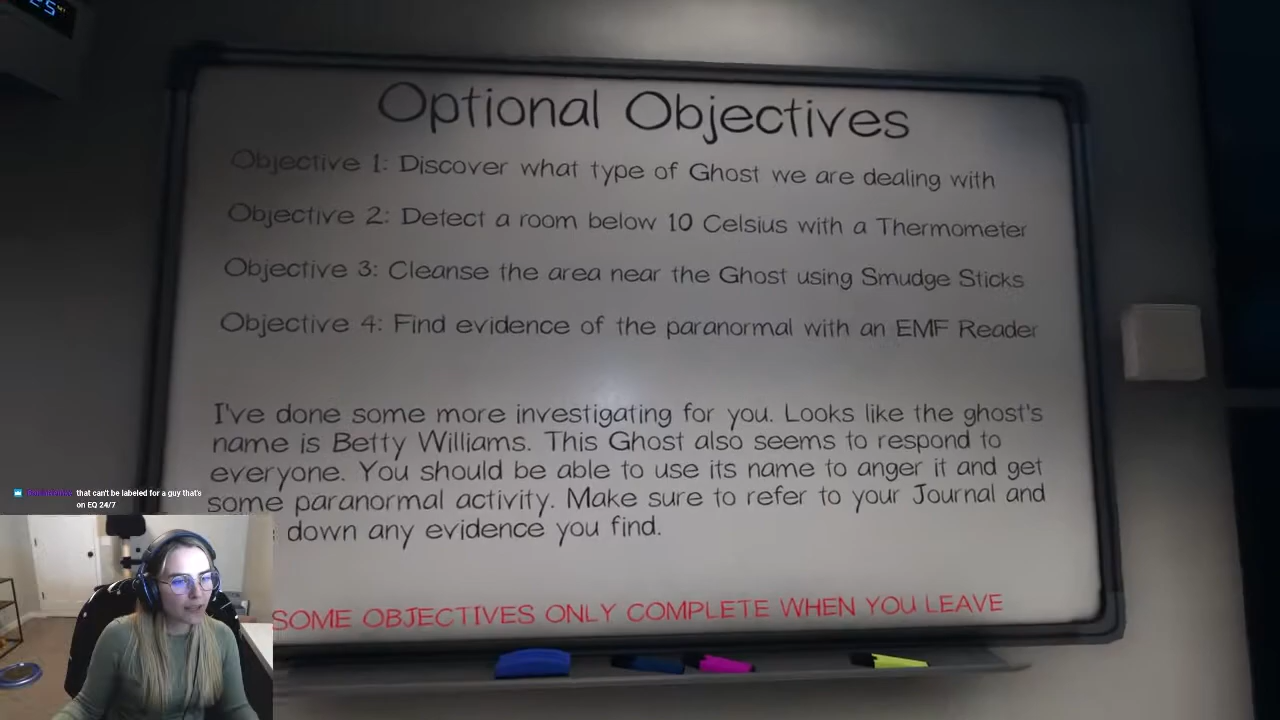 Optional Objectives
Objective 1: Discover what type of Ghost we are dealing with
Objective 2: Detect a room below 10 Celsius with a Thermometer
Objective 3: Cleanse the area near the Ghost using Smudge Sticks
Objective 4: Find evidence of the paranormal with an EMF Reader
I've done some more investigating for you. Looks like the ghost's
name is Betty Williams. This Ghost also seems to respond to
everyone. You should be able to use its name to anger it and get
some paranormal activity. Make sure to refer to your Journal and
down any evidence you find.
SOME OBJECTIVES ONLY COMPLETE WHEN YOU LEAVE
that can't be labeled for a guy that's
on EQ 24/7